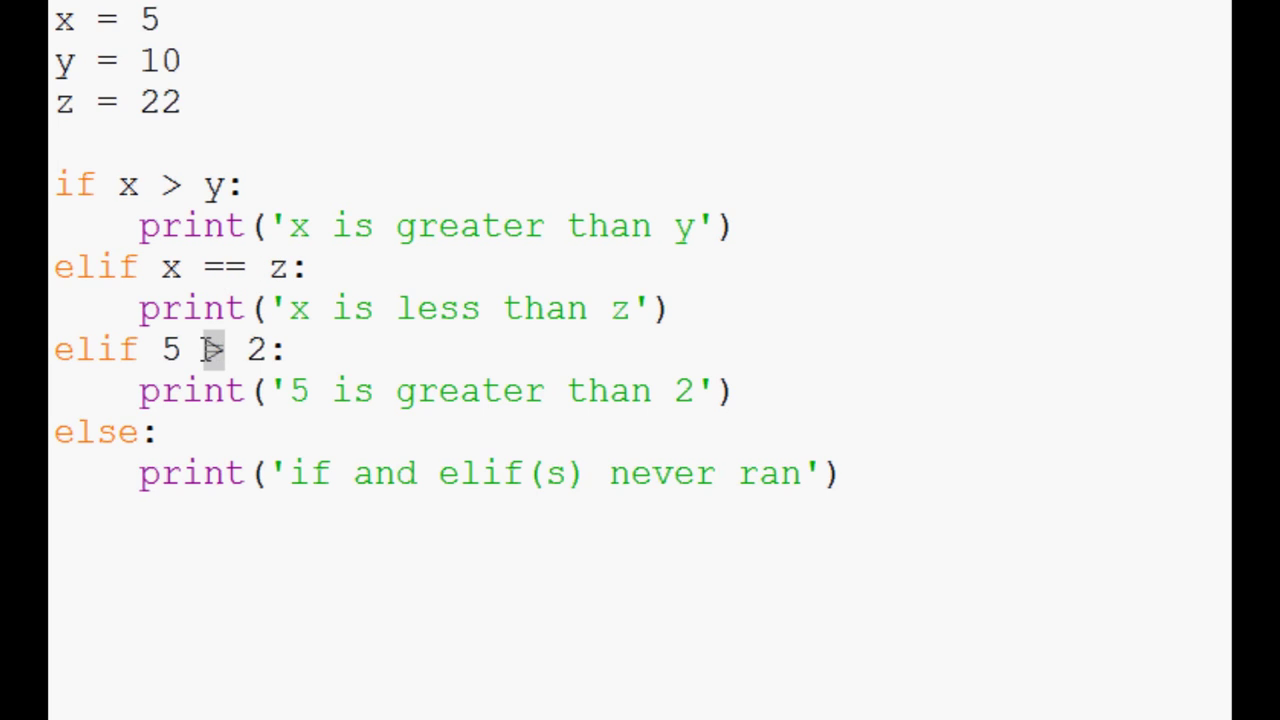 x = 5
y = 10
z = 22
if x > y:
    print('x is greater than y')
elif x == z:
    print('x is less than z')
elif 5 > 2:
    print('5 is greater than 2')
else:
    print('if and elif(s) never ran')